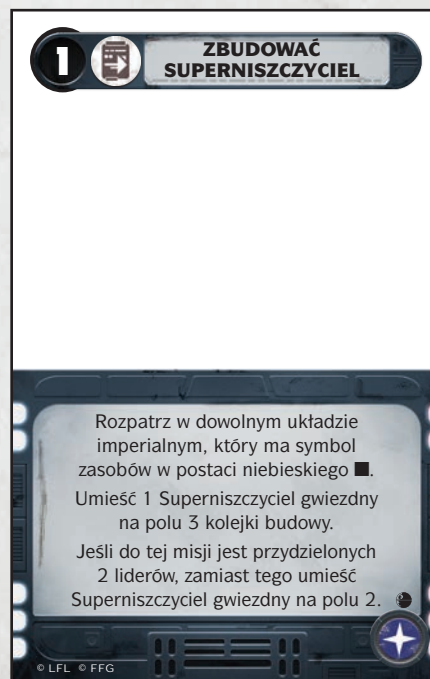 1
ZBUDOWAĆ
SUPERNISZCZYCIEL
Rozpatrz w dowolnym układzie
imperialnym, który ma symbol
zasobów w postaci niebieskiego ■.
Umieść 1 Superniszczyciel gwiezdny
na polu 3 kolejki budowy.
Jeśli do tej misji jest przydzielonych
2 liderów, zamiast tego umieść
Superniszczyciel gwiezdny na polu 2.
© LFL © FFG